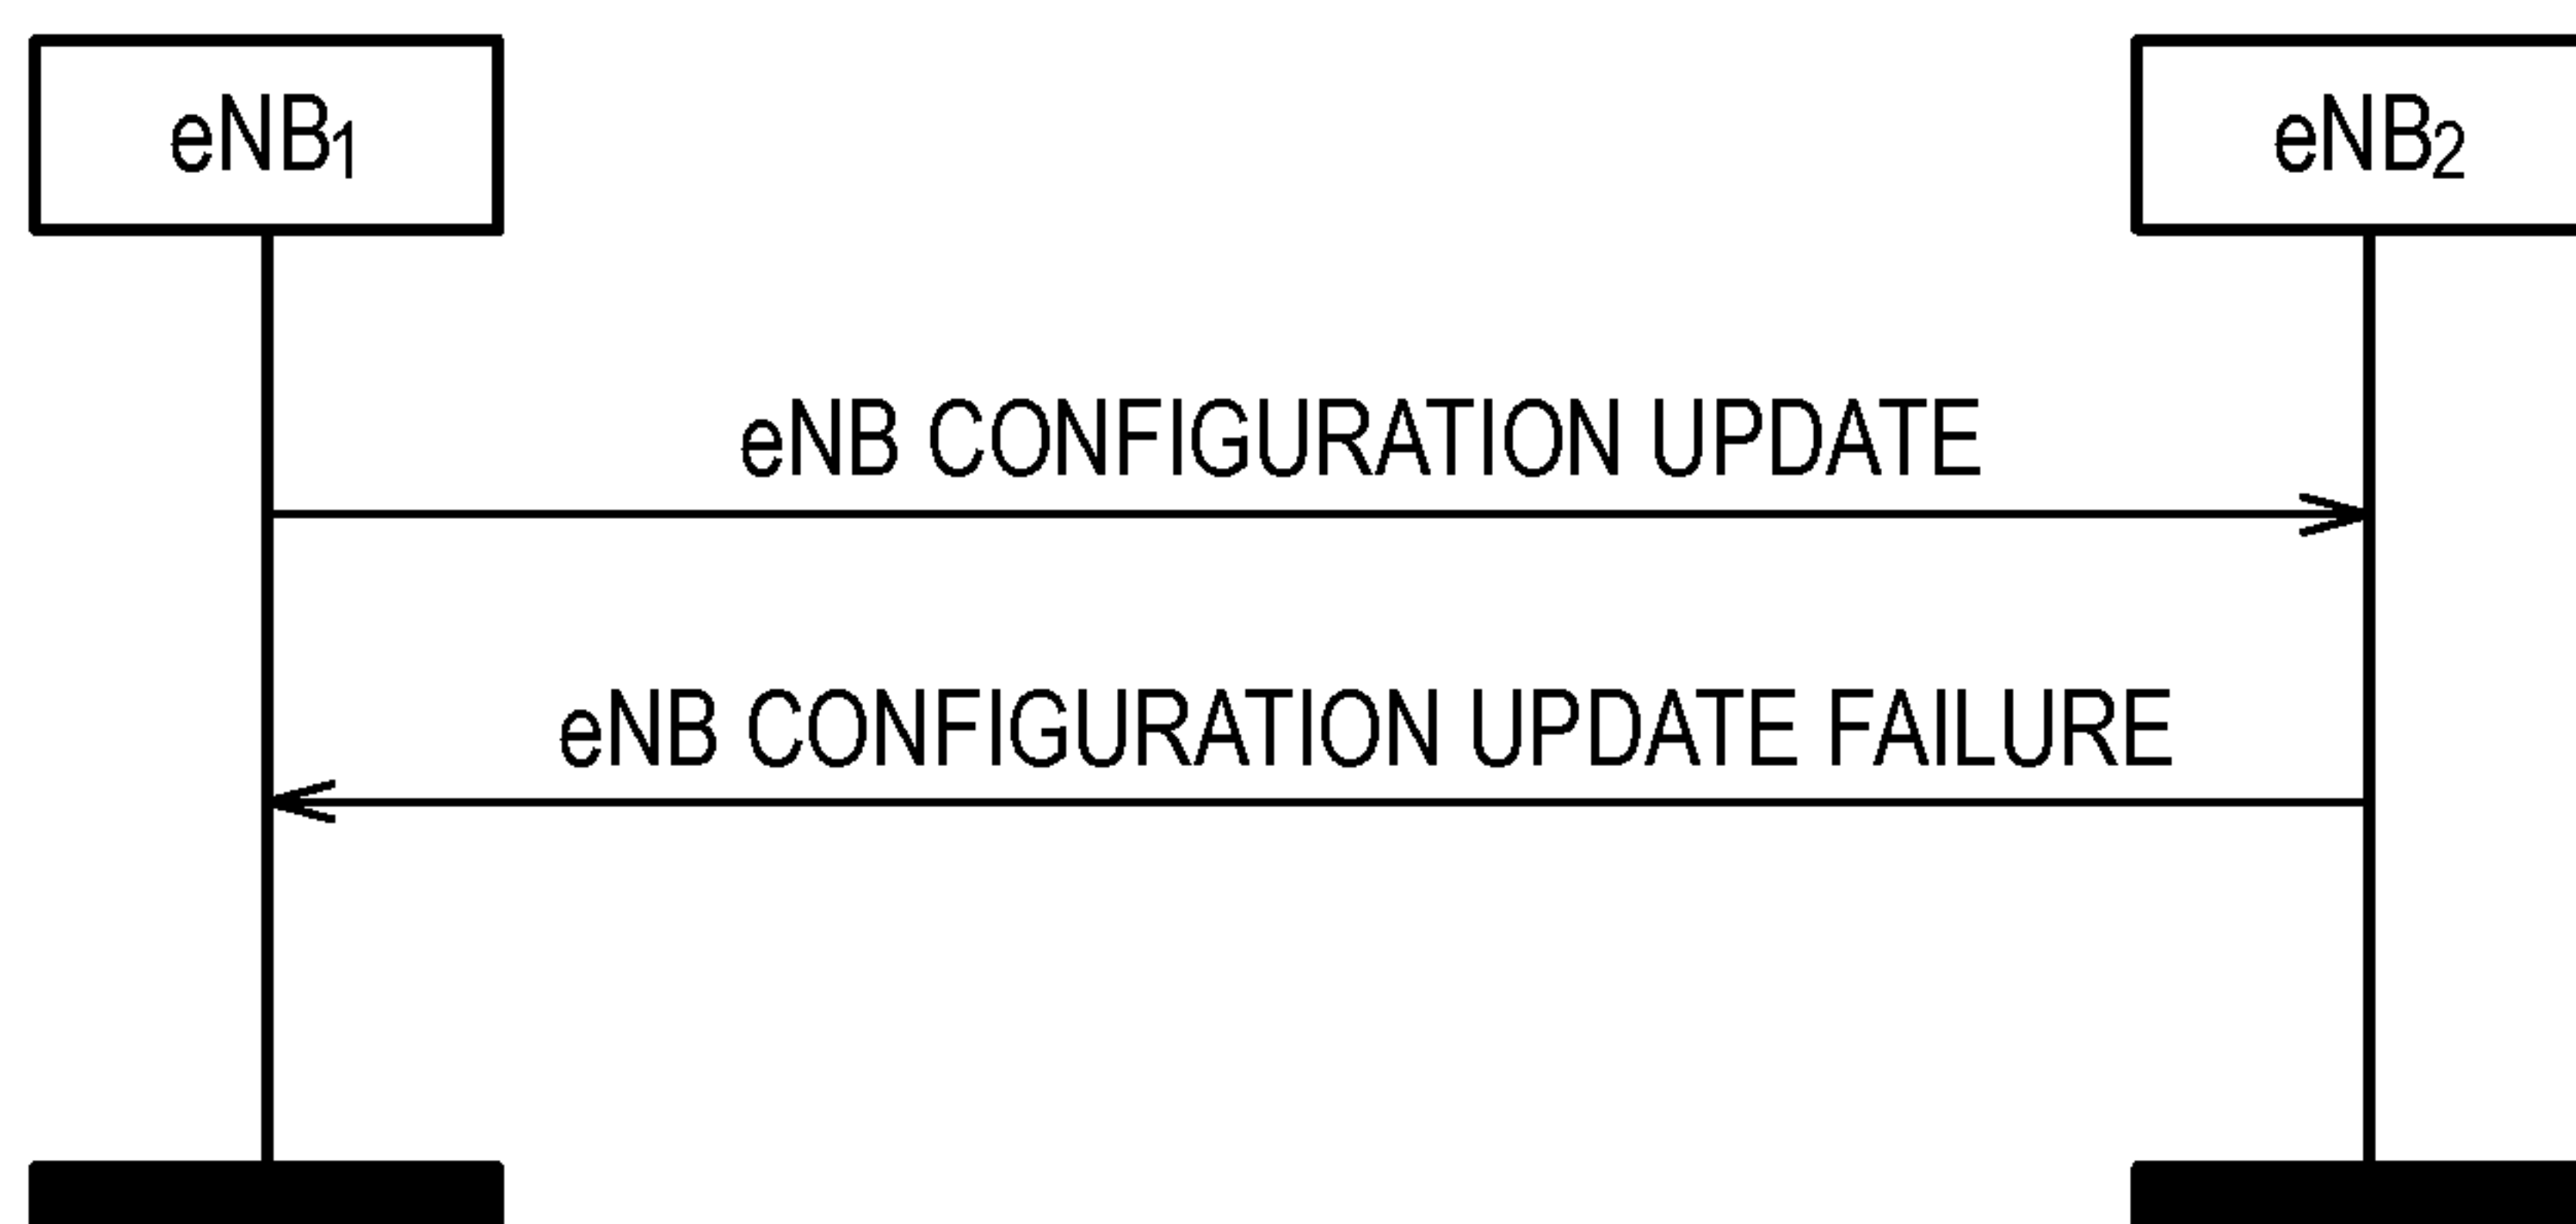 eNB1
eNB2
eNB CONFIGURATION UPDATE
eNB CONFIGURATION UPDATE FAILURE